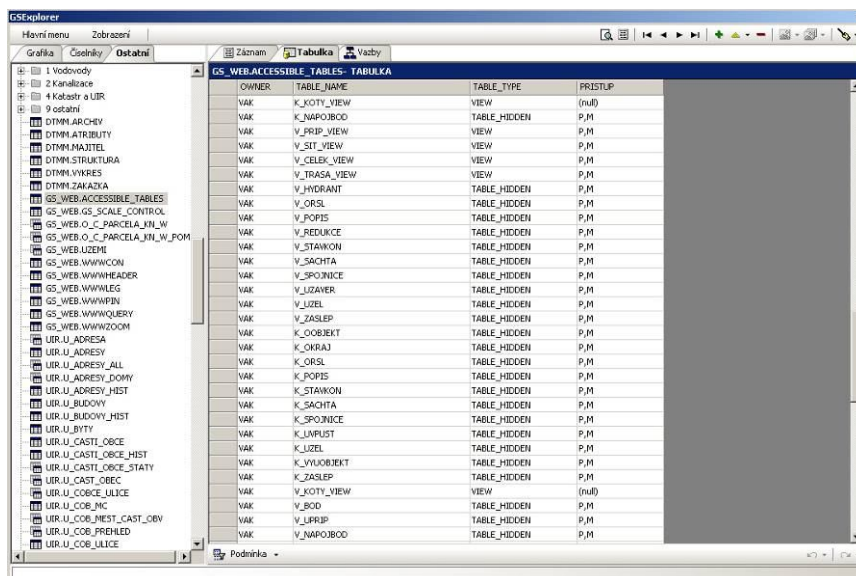 GSExplorer
Hlavní menu Zobrazení
Grafika Číselníky Ostatní
Záznam Tabulka Vazby
1 Vodovody
2 Kanalizace
4 Katastr a UIR
9 ostatní
DTMM.ARCHIV
DTMM.ATRIBUTY
DTMM.MAJITEL
DTMM.STRUKTURA
DTMM.VYKRES
DTMM.ZAKAZKA
GS_WEB.ACCESSIBLE_TABLES
GS_WEB.GS_SCALE_CONTROL
GS_WEB.O_C_PARCELA_KN_W
GS_WEB.O_C_PARCELA_KN_W_POM
GS_WEB.UZEMI
GS_WEB.WWWCON
GS_WEB.WWWHEADER
GS_WEB.WWWLEG
GS_WEB.WWWPIN
GS_WEB.WWWQUERY
GS_WEB.WWWZOOM
UIR.U_ADRESA
UIR.U_ADRESY
UIR.U_ADRESY_ALL
UIR.U_ADRESY_DOMY
UIR.U_ADRESY_HIST
UIR.U_BUDOVY
UIR.U_BUDOVY_HIST
UIR.U_BYTY
UIR.U_CASTI_OBCE
UIR.U_CASTI_OBCE_HIST
UIR.U_CASTI_OBCE_STATY
UIR.U_CAST_OBEC
UIR.U_COBCE_ULICE
UIR.U_COB_MC
UIR.U_COB_MEST_CAST_OBV
UIR.U_COB_PREHLED
UIR.U_COB_ULICE
GS_WEB.ACCESSIBLE_TABLES- TABULKA
OWNER TABLE_NAME TABLE_TYPE PRISTUP
VAK K_KOTY_VIEW VIEW (null)
VAK K_NAPOJBOD TABLE_HIDDEN P,M
VAK V_PRIP_VIEW VIEW P,M
VAK V_SIT_VIEW VIEW P,M
VAK V_CELEK_VIEW VIEW P,M
VAK V_TRASA_VIEW VIEW P,M
VAK V_HYDRANT TABLE_HIDDEN P,M
VAK V_ORSL TABLE_HIDDEN P,M
VAK V_POPIS TABLE_HIDDEN P,M
VAK V_REDUKCE TABLE_HIDDEN P,M
VAK V_STAVKON TABLE_HIDDEN P,M
VAK V_SACHTA TABLE_HIDDEN P,M
VAK V_SPOJNICE TABLE_HIDDEN P,M
VAK V_UZAVER TABLE_HIDDEN P,M
VAK V_UZEL TABLE_HIDDEN P,M
VAK V_ZASLEP TABLE_HIDDEN P,M
VAK K_OOBJEKT TABLE_HIDDEN P,M
VAK K_OKRAJ TABLE_HIDDEN P,M
VAK K_ORSL TABLE_HIDDEN P,M
VAK K_POPIS TABLE_HIDDEN P,M
VAK K_STAVKON TABLE_HIDDEN P,M
VAK K_SACHTA TABLE_HIDDEN P,M
VAK K_SPOJNICE TABLE_HIDDEN P,M
VAK K_UVPUST TABLE_HIDDEN P,M
VAK K_UZEL TABLE_HIDDEN P,M
VAK K_VYUOBJEKT TABLE_HIDDEN P,M
VAK K_ZASLEP TABLE_HIDDEN P,M
VAK V_KOTY_VIEW VIEW (null)
VAK V_BOD TABLE_HIDDEN P,M
VAK V_UPRIP TABLE_HIDDEN P,M
VAK V_NAPOJBOD TABLE_HIDDEN P,M
Podmínka